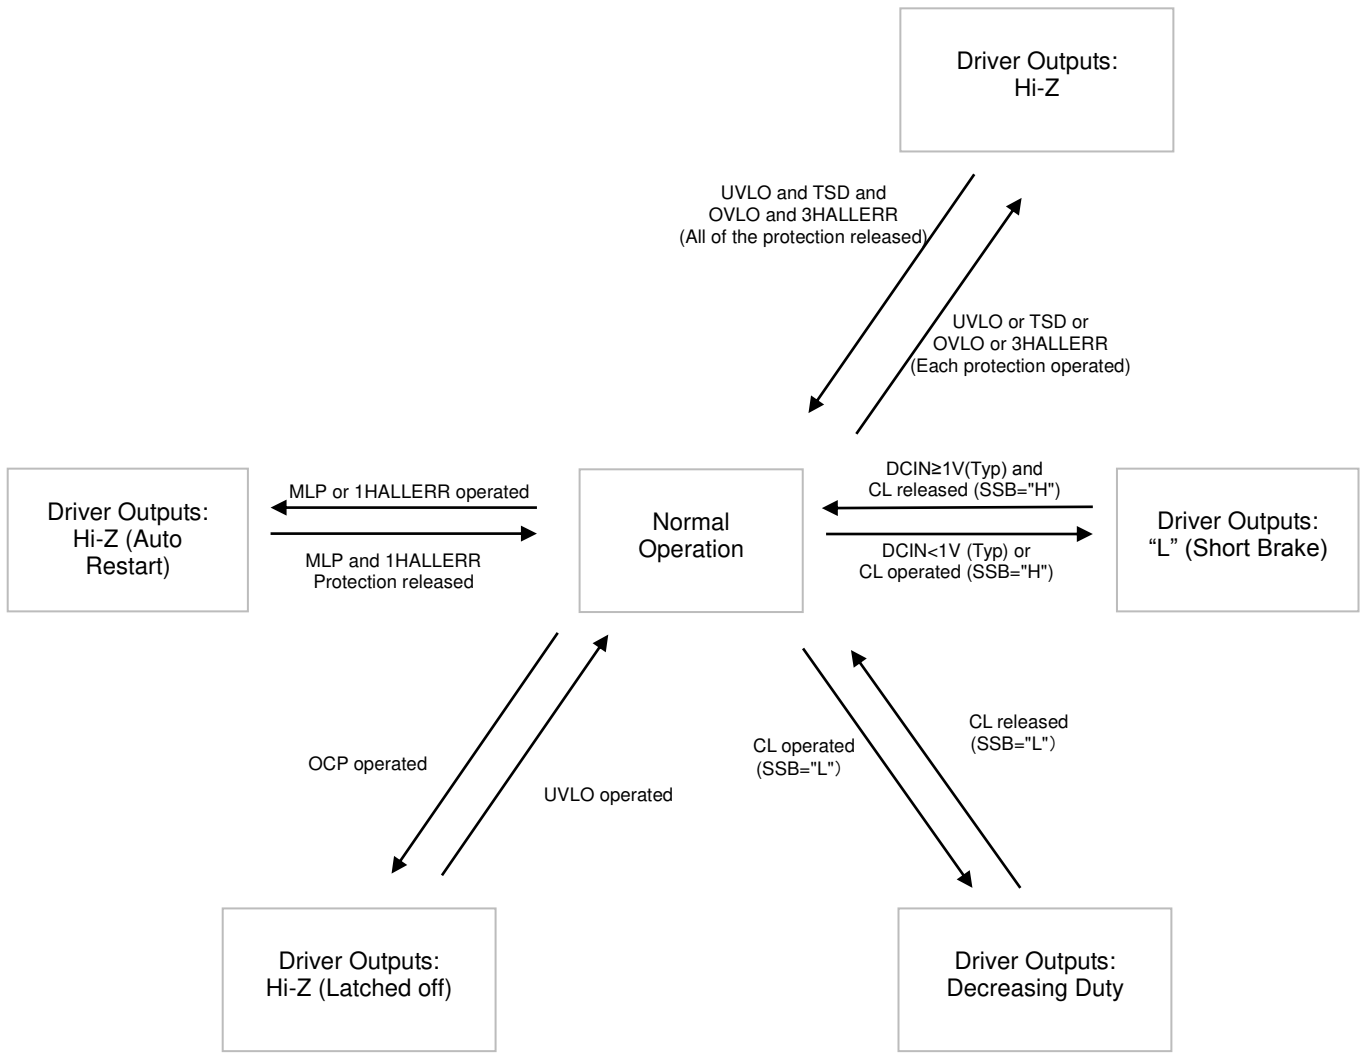 Driver Outputs:
Hi-Z
UVLO and TSD and
OVLO and 3HALLERR
(All of the protection released)
UVLO or TSD or
OVLO or 3HALLERR
(Each protection operated)
Driver Outputs:
Hi-Z (Auto
Restart)
MLP or 1HALLERR operated
MLP and 1HALLERR
Protection released
Normal
Operation
DCIN≥1V(Typ) and
CL released (SSB="H")
DCIN<1V (Typ) or
CL operated (SSB="H")
Driver Outputs:
“L” (Short Brake)
OCP operated
UVLO operated
CL operated
(SSB="L")
CL released
(SSB="L")
Driver Outputs:
Hi-Z (Latched off)
Driver Outputs:
Decreasing Duty